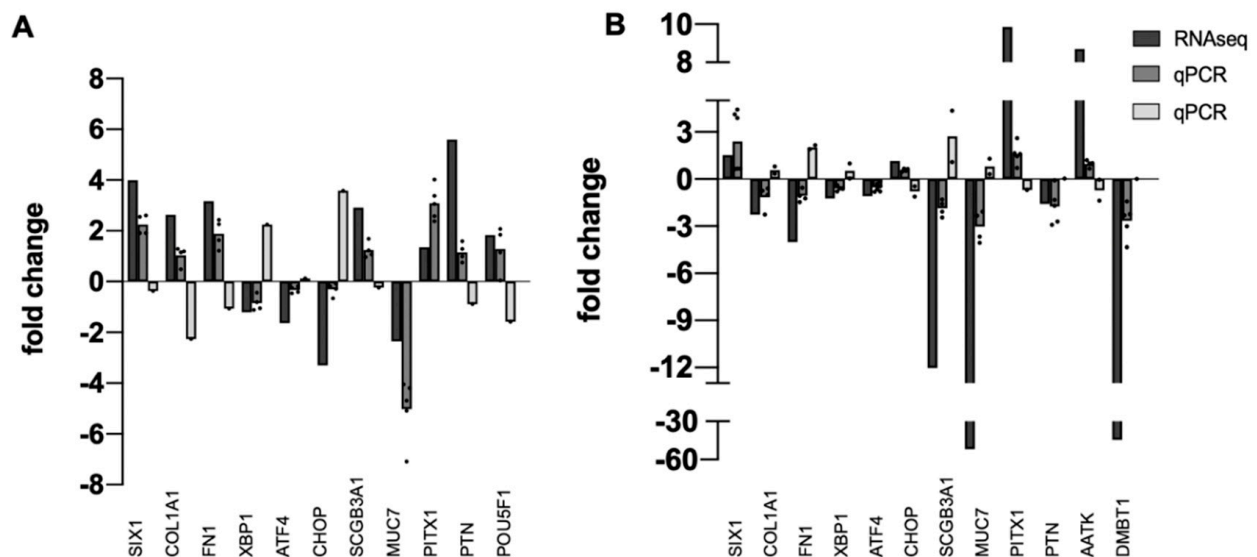 A
fold change
8
6
4
2
0
-2
-4
-6
-8
SIX1
COL1A1
FN1
XBP1
ATF4
CHOP
SCGB3A1
MUC7
PITX1
PTN
POU5F1
B
fold change
10
8
3
0
-3
-6
-9
-12
-30
-60
SIX1
COL1A1
FN1
XBP1
ATF4
CHOP
SCGB3A1
MUC7
PITX1
PTN
AATK
DMBT1
RNAseq
qPCR
qPCR